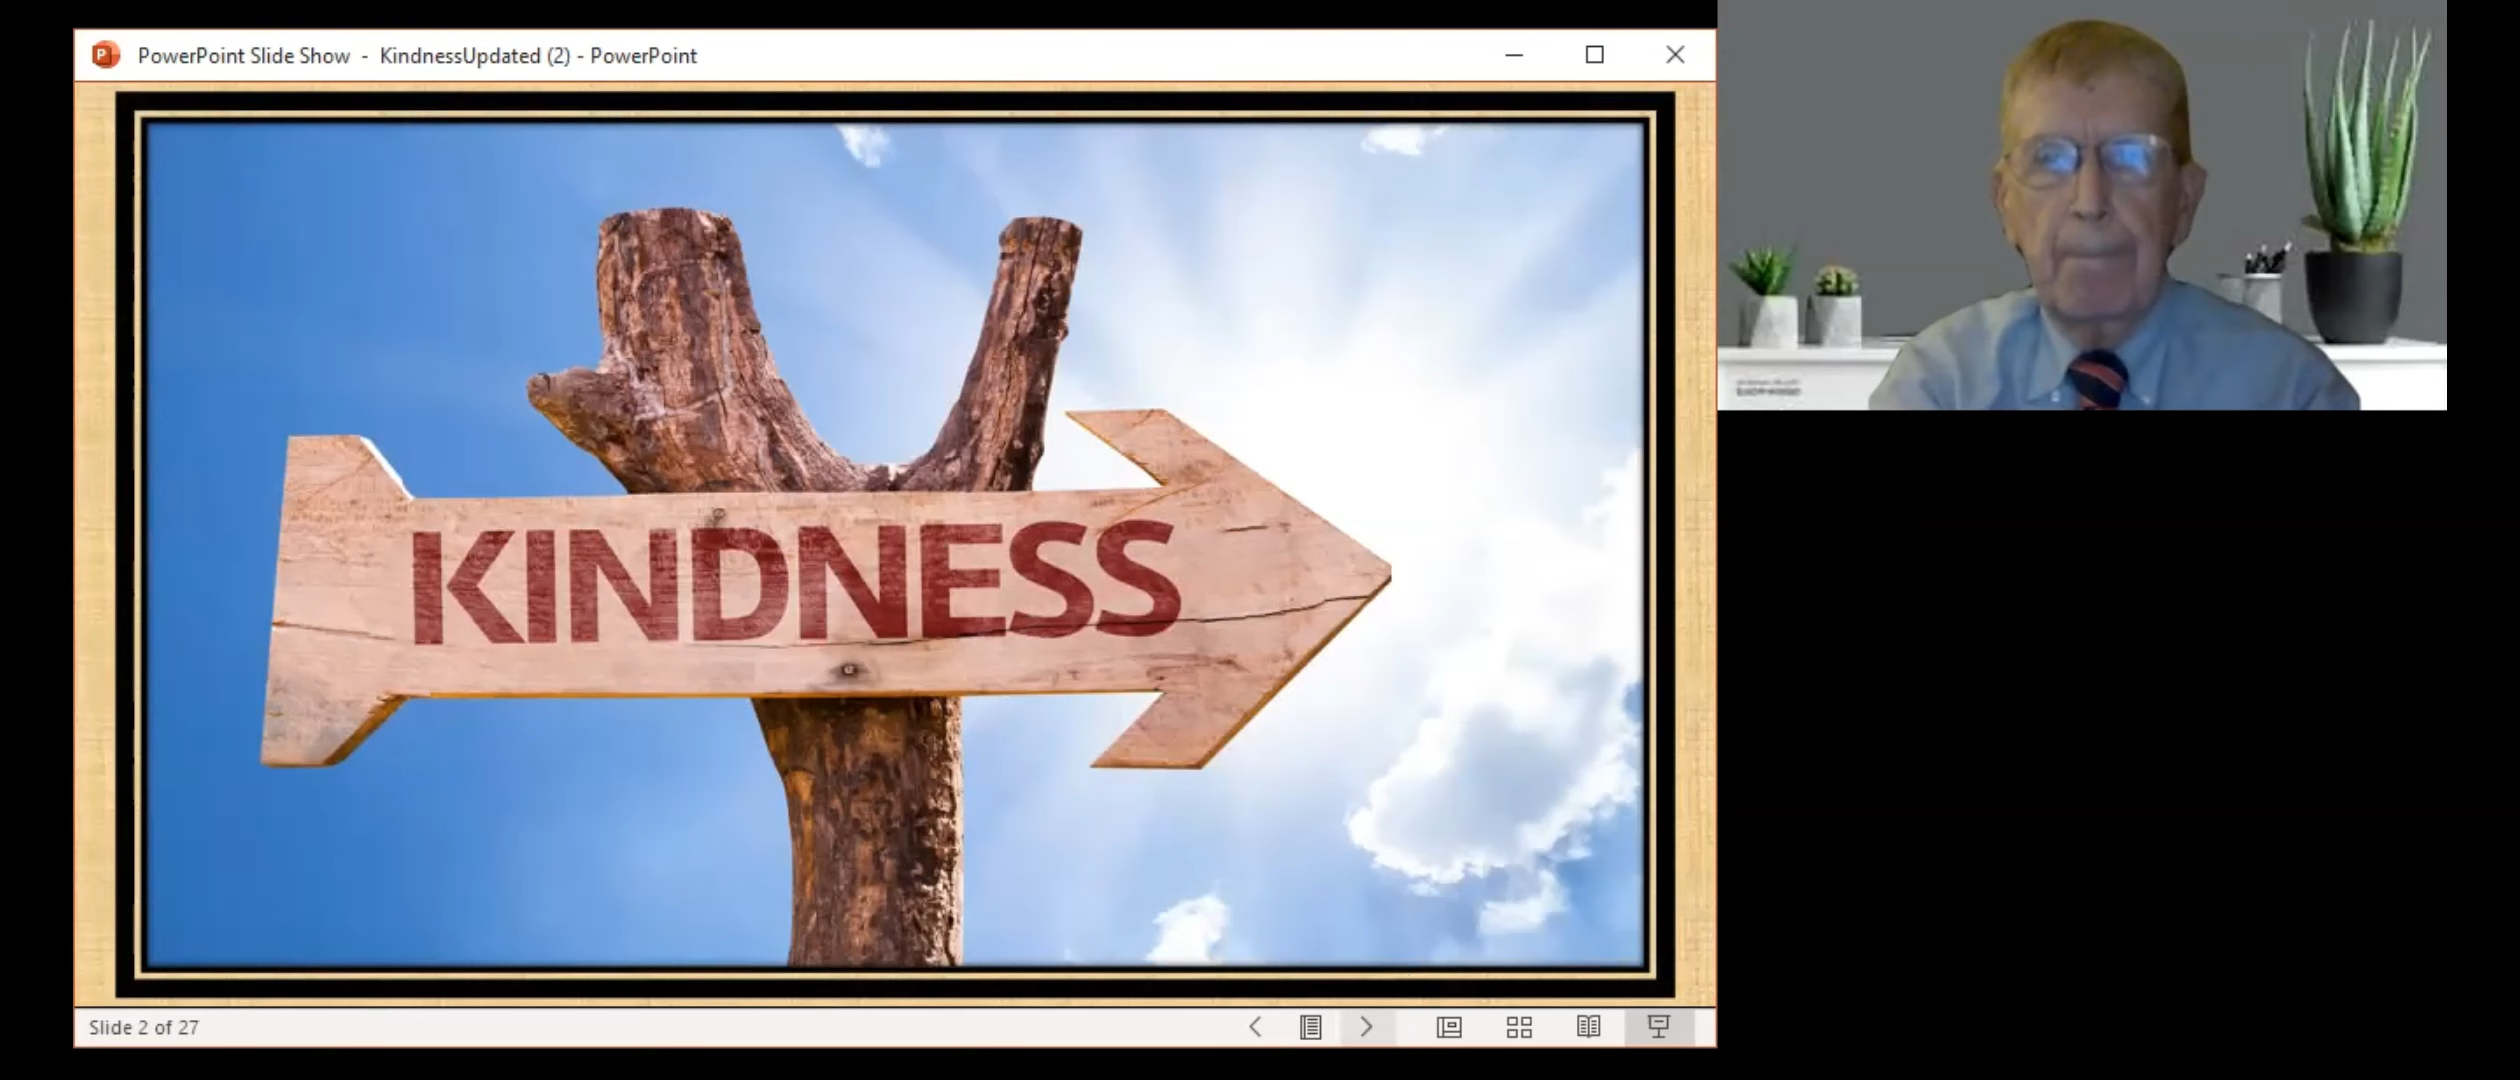 PowerPoint Slide Show - KindnessUpdated (2) - PowerPoint
KINDNESS
Slide 2 of 27